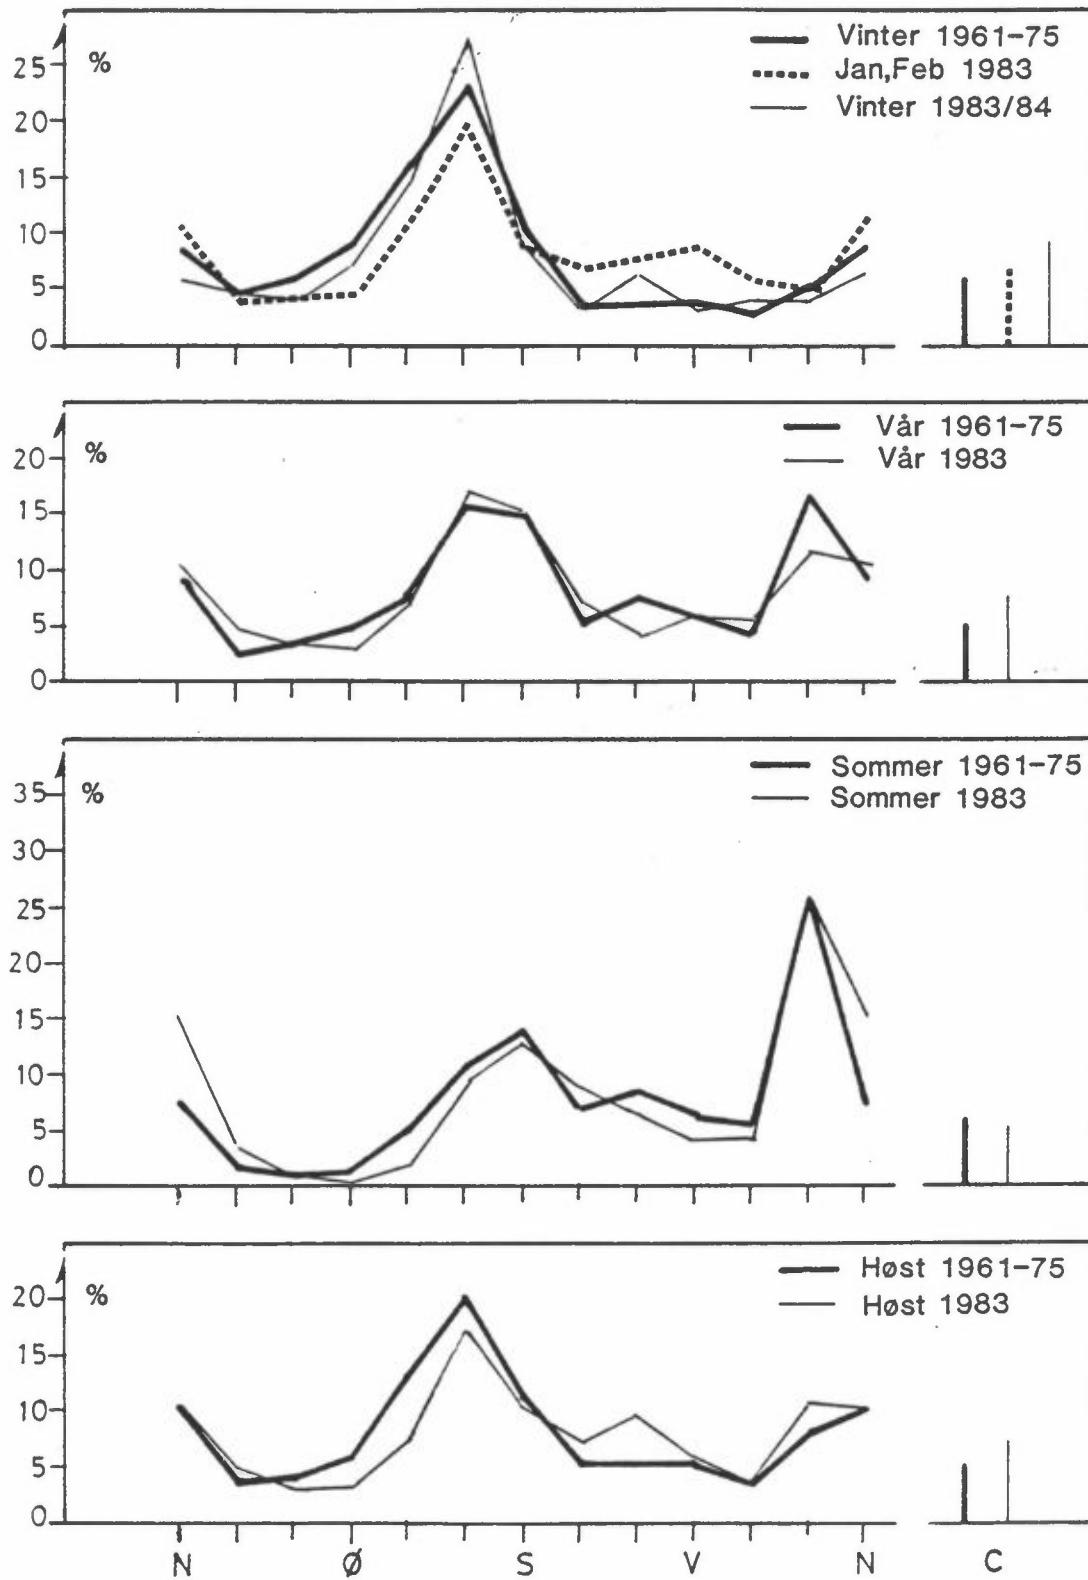 %
Vinter 1961-75
Jan,Feb 1983
Vinter 1983/84
25
20
15
10
5
0
%
Vår 1961-75
Vår 1983
20
15
10
5
0
%
Sommer 1961-75
Sommer 1983
35
30
25
20
15
10
5
0
%
Høst 1961-75
Høst 1983
20
15
10
5
0
N Ø S V N C